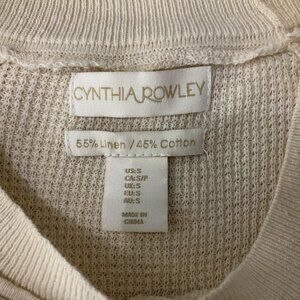 CYNTHIA ROWLEY
55% Linen / 45% Cotton
US: S
CA: S/P
UK: S
EU: S
AU: S
MADE IN
CHINA